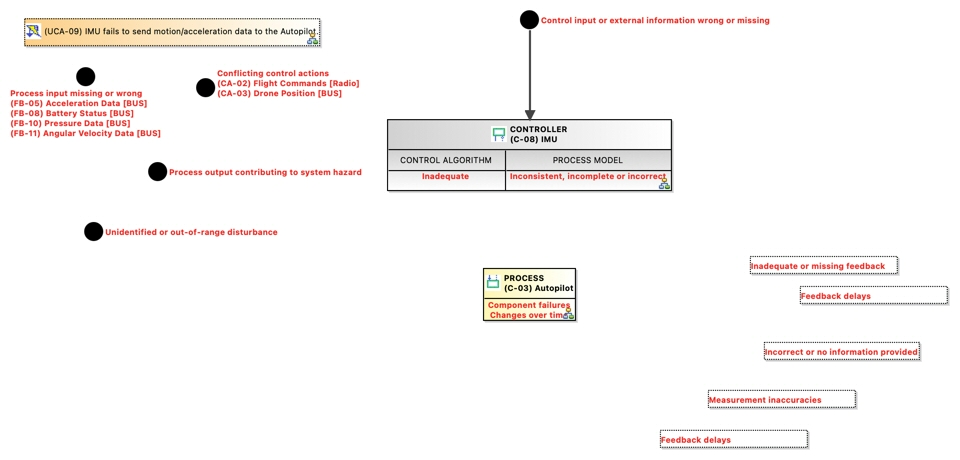 (UCA-09) IMU fails to send motion/acceleration data to the Autopilot.
Control input or external information wrong or missing
Process input missing or wrong
(FB-05) Acceleration Data [BUS]
(FB-08) Battery Status [BUS]
(FB-10) Pressure Data [BUS]
(FB-11) Angular Velocity Data [BUS]
Conflicting control actions
(CA-02) Flight Commands [Radio]
(CA-03) Drone Position [BUS]
CONTROLLER
(C-08) IMU
CONTROL ALGORITHM
PROCESS MODEL
Inadequate
Inconsistent, incomplete or incorrect
Process output contributing to system hazard
Unidentified or out-of-range disturbance
PROCESS
(C-03) Autopilot
Component failures
Changes over time
Inadequate or missing feedback
Feedback delays
Incorrect or no information provided
Measurement inaccuracies
Feedback delays